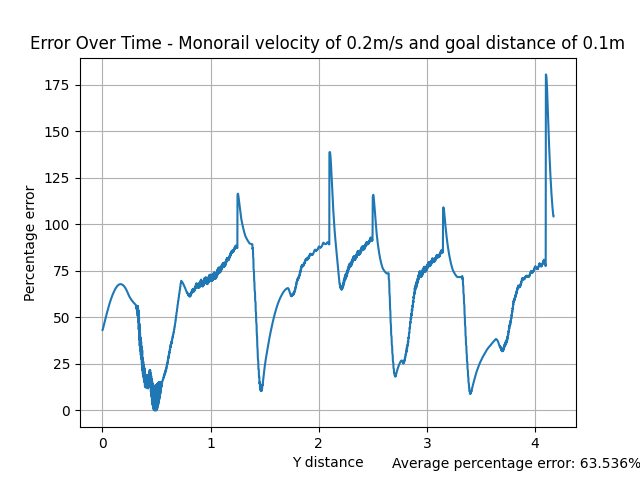 Error Over Time - Monorail velocity of 0.2m/s and goal distance of 0.1m
175
150
125
100
75
50
25
0
Percentage error
0 1 2 3 4
Y distance
Average percentage error: 63.536%